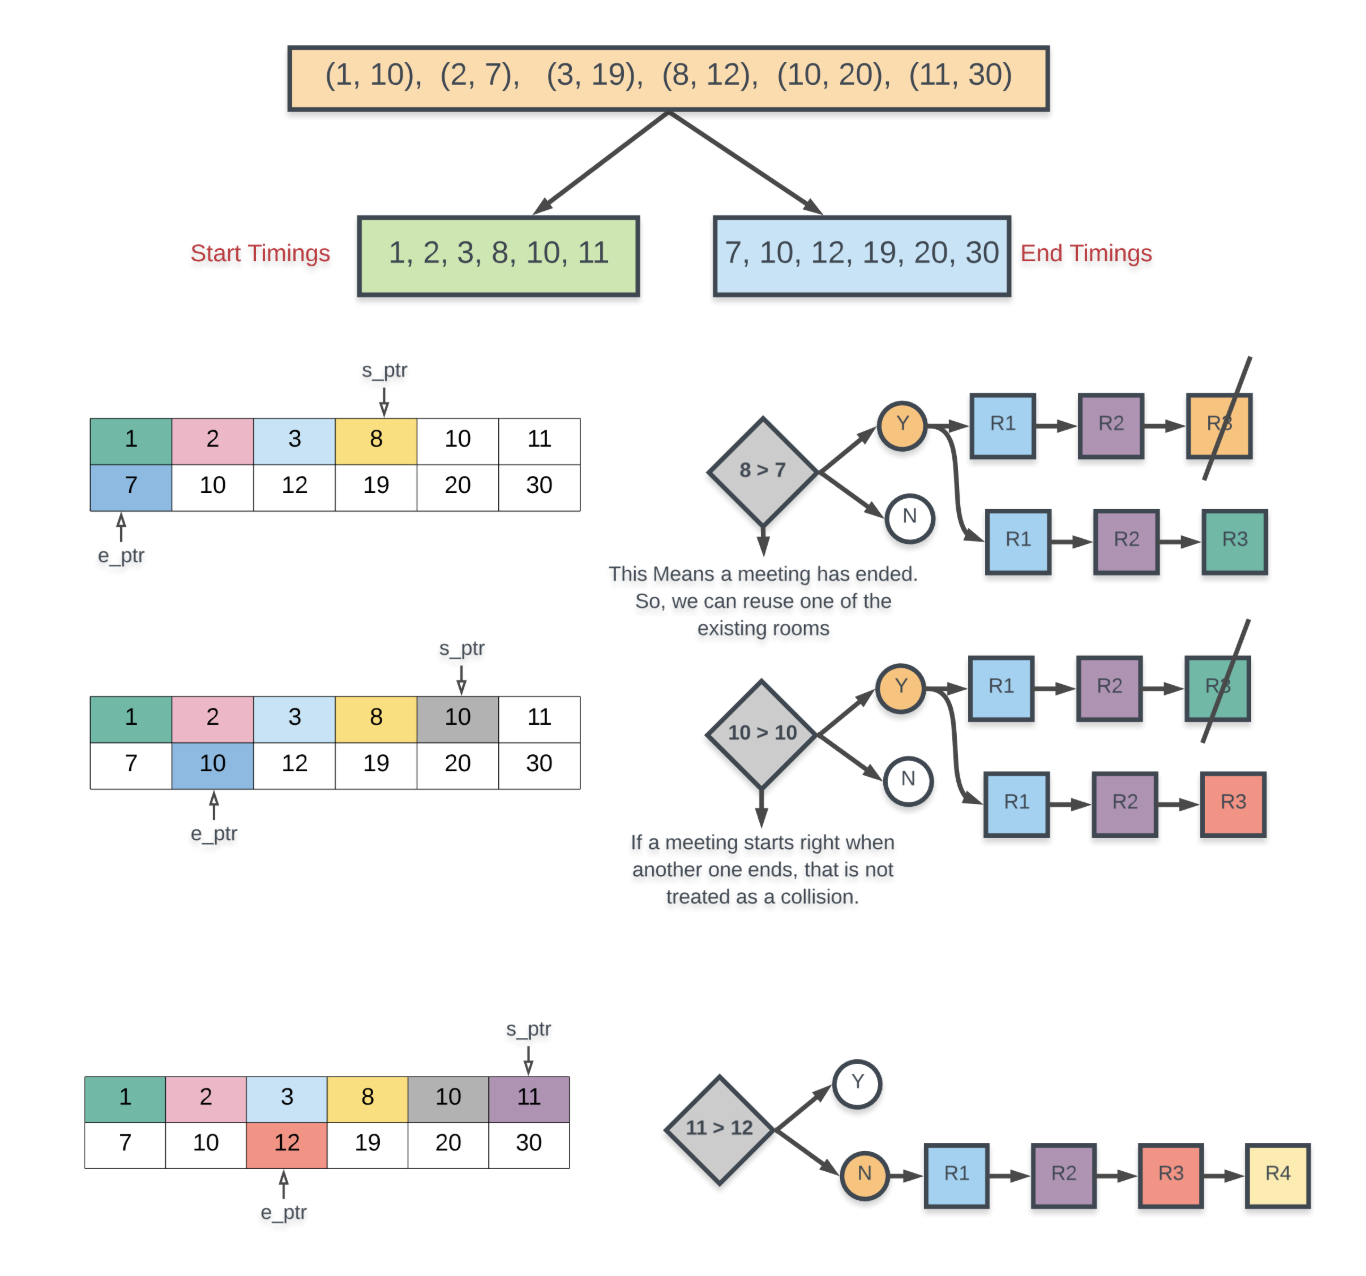 (1, 10), (2, 7), (3, 19), (8, 12), (10, 20), (11, 30)
Start Timings
1, 2, 3, 8, 10, 11
7, 10, 12, 19, 20, 30
End Timings
s_ptr
1 2 3 8 10 11
7 10 12 19 20 30
e_ptr
8 > 7
Y
N
R1 R2 R3
R1 R2 R3
This Means a meeting has ended.
So, we can reuse one of the
existing rooms
s_ptr
1 2 3 8 10 11
7 10 12 19 20 30
e_ptr
10 > 10
Y
N
R1 R2 R3
R1 R2 R3
If a meeting starts right when
another one ends, that is not
treated as a collision.
s_ptr
1 2 3 8 10 11
7 10 12 19 20 30
e_ptr
11 > 12
Y
N
R1 R2 R3 R4